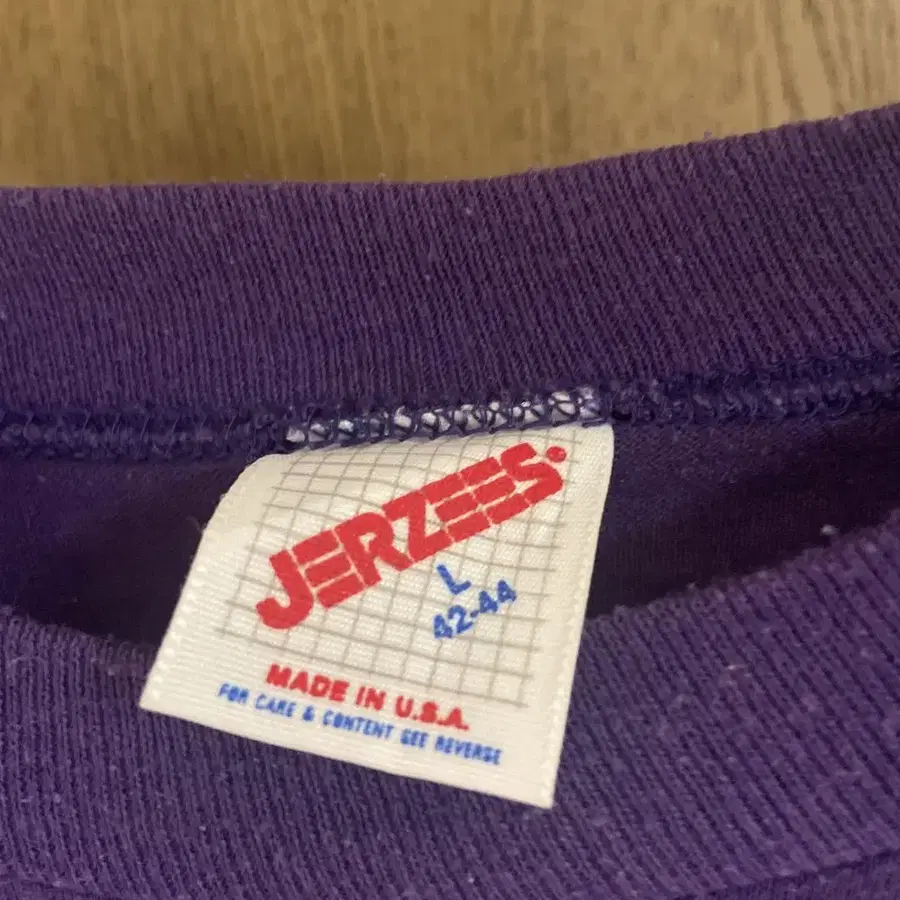 JERZEES®
L
42-44
MADE IN U.S.A.
FOR CARE & CONTENT SEE REVERSE